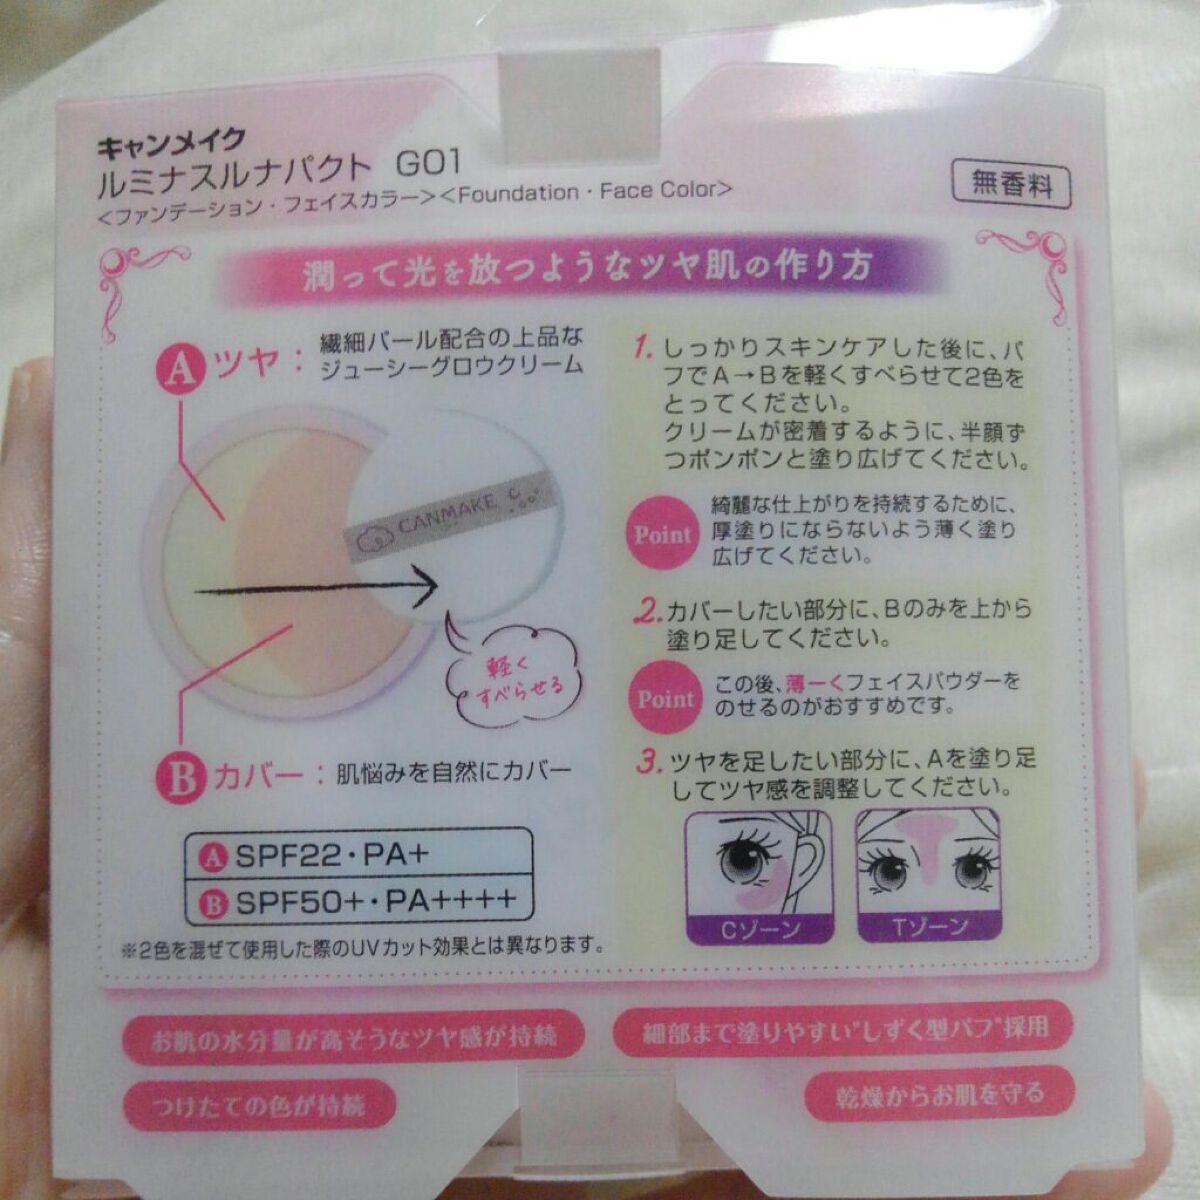 キャンメイク
ルミナスルナパクト G01
<ファンデーション・フェイスカラー><Foundation・Face Color>
無香料
潤って光を放つようなツヤ肌の作り方
A ツヤ：
繊細パール配合の上品な
ジューシーグロウクリーム
CANMAKE
軽く
すべらせる
B カバー：肌悩みを自然にカバー
A SPF22・PA+
B SPF50+・PA++++
※2色を混ぜて使用した際のUVカット効果とは異なります。
1. しっかりスキンケアした後に、パ
フでA→Bを軽くすべらせて2色を
とってください。
クリームが密着するように、半顔ず
つポンポンと塗り広げてください。
Point
綺麗な仕上がりを持続するために、
厚塗りにならないよう薄く塗り
広げてください。
2. カバーしたい部分に、Bのみを上から
塗り足してください。
Point
この後、薄ーくフェイスパウダーを
のせるのがおすすめです。
3. ツヤを足したい部分に、Aを塗り足
してツヤ感を調整してください。
Cゾーン
Tゾーン
お肌の水分量が高そうなツヤ感が持続
細部まで塗りやすい"しずく型パフ"採用
つけたての色が持続
乾燥からお肌を守る